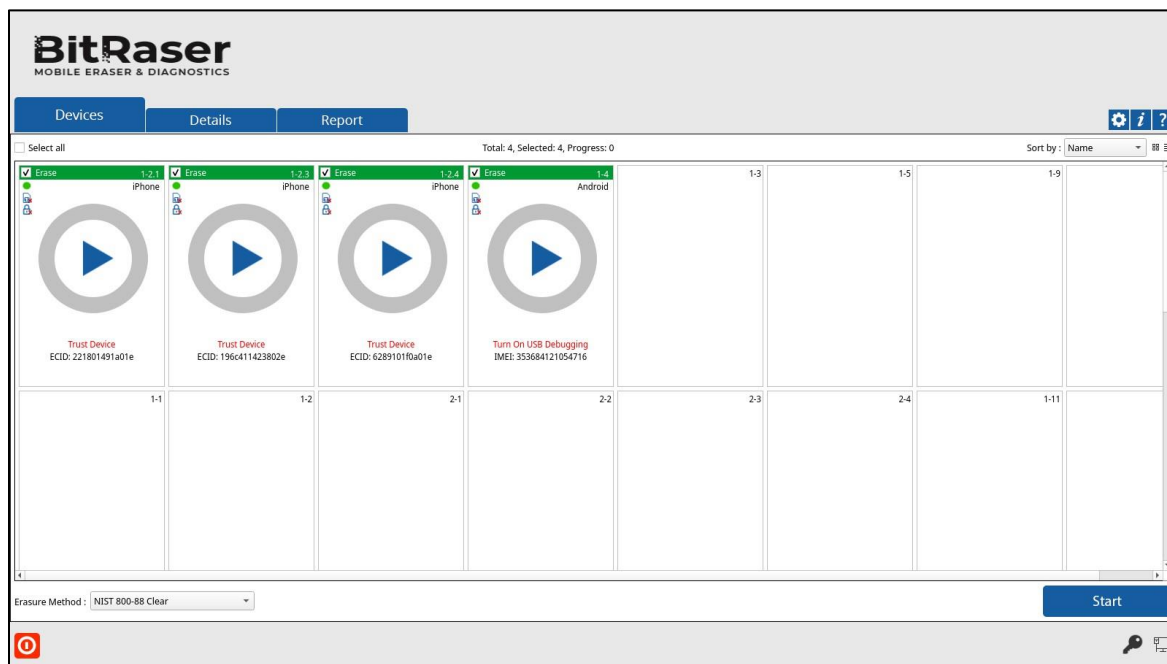 BitRaser
MOBILE ERASER & DIAGNOSTICS
Devices
Details
Report
i
?
Select all
Total: 4, Selected: 4, Progress: 0
Sort by : Name
Erase 1-2.1
iPhone
Trust Device
ECID: 221801491a01e
Erase 1-2.3
iPhone
Trust Device
ECID: 196c411423802e
Erase 1-2.4
iPhone
Trust Device
ECID: 6289101f0a01e
Erase 1-4
Android
Turn On USB Debugging
IMEI: 353684121054716
1-3
1-5
1-9
1-1
1-2
2-1
2-2
2-3
2-4
1-11
Erasure Method : NIST 800-88 Clear
Start